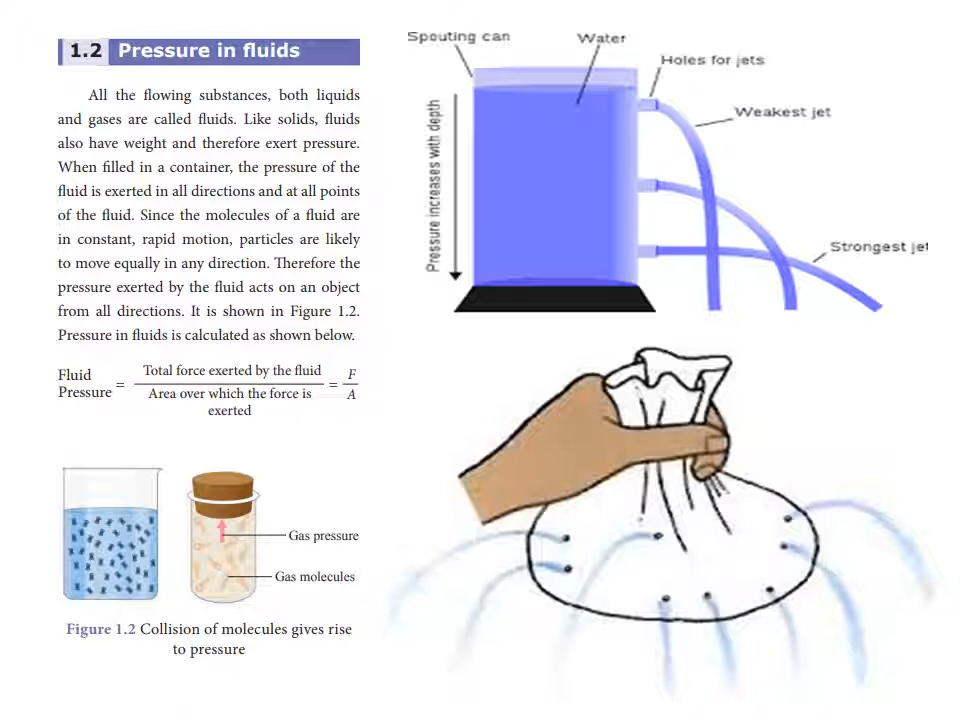 1.2 Pressure in fluids
All the flowing substances, both liquids
and gases are called fluids. Like solids, fluids
also have weight and therefore exert pressure.
When filled in a container, the pressure of the
fluid is exerted in all directions and at all points
of the fluid. Since the molecules of a fluid are
in constant, rapid motion, particles are likely
to move equally in any direction. Therefore the
pressure exerted by the fluid acts on an object
from all directions. It is shown in Figure 1.2.
Pressure in fluids is calculated as shown below.
Fluid
Pressure = Total force exerted by the fluid / Area over which the force is exerted = F / A
Gas pressure
Gas molecules
Figure 1.2 Collision of molecules gives rise
to pressure
Spouting can
Water
Holes for jets
Weakest jet
Pressure increases with depth
Strongest jet